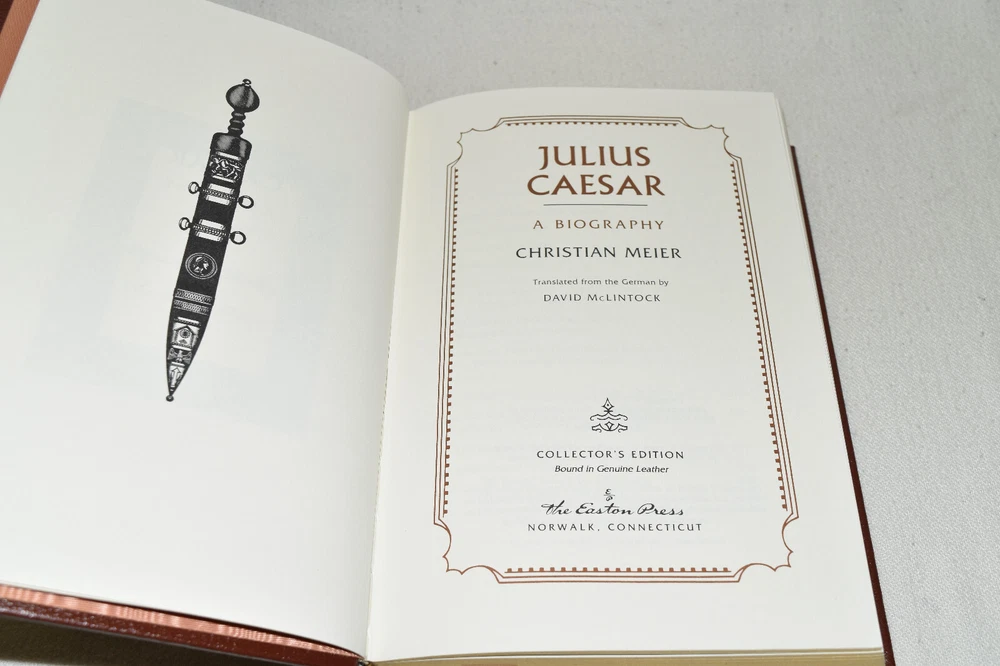 JULIUS
CAESAR
A BIOGRAPHY
CHRISTIAN MEIER
Translated from the German by
DAVID McLINTOCK
COLLECTOR'S EDITION
Bound in Genuine Leather
The Easton Press
NORWALK, CONNECTICUT